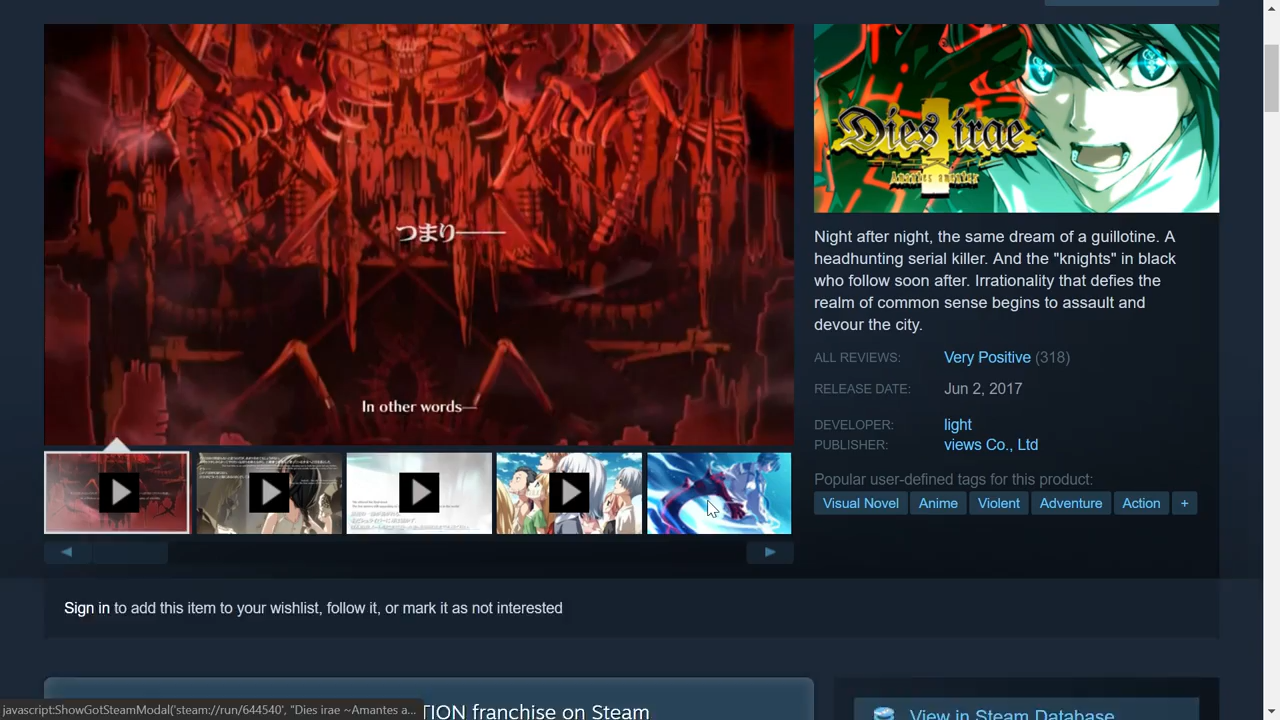 つまり――
In other words—
Dies irae
Amantes amentes
Night after night, the same dream of a guillotine. A
headhunting serial killer. And the "knights" in black
who follow soon after. Irrationality that defies the
realm of common sense begins to assault and
devour the city.
ALL REVIEWS: Very Positive (318)
RELEASE DATE: Jun 2, 2017
DEVELOPER: light
PUBLISHER: views Co., Ltd
Popular user-defined tags for this product:
Visual Novel Anime Violent Adventure Action +
Sign in to add this item to your wishlist, follow it, or mark it as not interested
TION franchise on Steam
View in Steam Database
javascript:ShowGotSteamModal('steam://run/644540', "Dies irae ~Amantes a...